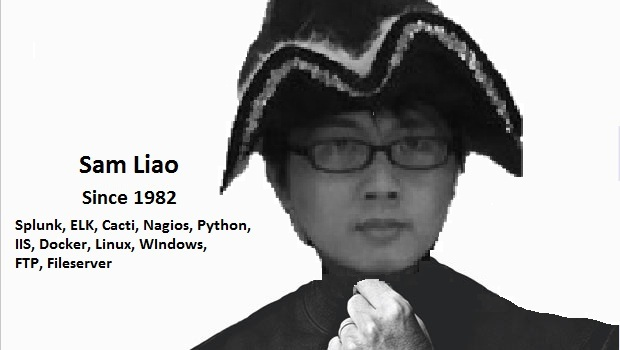 Sam Liao
Since 1982
Splunk, ELK, Cacti, Nagios, Python,
IIS, Docker, Linux, WIndows,
FTP, Fileserver